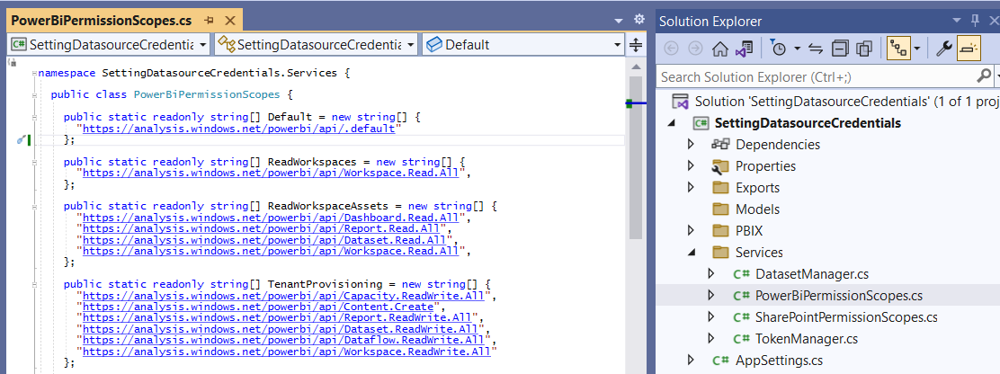 PowerBiPermissionScopes.cs
SettingDatasourceCredentia
SettingDatasourceCredentia
Default
namespace SettingDatasourceCredentials.Services {
public class PowerBiPermissionScopes {
public static readonly string[] Default = new string[] {
"https://analysis.windows.net/powerbi/api/.default"
};
public static readonly string[] ReadWorkspaces = new string[] {
"https://analysis.windows.net/powerbi/api/Workspace.Read.All",
};
public static readonly string[] ReadWorkspaceAssets = new string[] {
"https://analysis.windows.net/powerbi/api/Dashboard.Read.All",
"https://analysis.windows.net/powerbi/api/Report.Read.All",
"https://analysis.windows.net/powerbi/api/Dataset.Read.All",
"https://analysis.windows.net/powerbi/api/Workspace.Read.All",
};
public static readonly string[] TenantProvisioning = new string[] {
"https://analysis.windows.net/powerbi/api/Capacity.ReadWrite.All",
"https://analysis.windows.net/powerbi/api/Content.Create",
"https://analysis.windows.net/powerbi/api/Report.ReadWrite.All",
"https://analysis.windows.net/powerbi/api/Dataset.ReadWrite.All",
"https://analysis.windows.net/powerbi/api/Dataflow.ReadWrite.All",
"https://analysis.windows.net/powerbi/api/Workspace.ReadWrite.All"
};
Solution Explorer
Search Solution Explorer (Ctrl+;)
Solution 'SettingDatasourceCredentials' (1 of 1 proj
C# SettingDatasourceCredentials
Dependencies
Properties
Exports
Models
PBIX
Services
C# DatasetManager.cs
C# PowerBiPermissionScopes.cs
C# SharePointPermissionScopes.cs
C# TokenManager.cs
C# AppSettings.cs